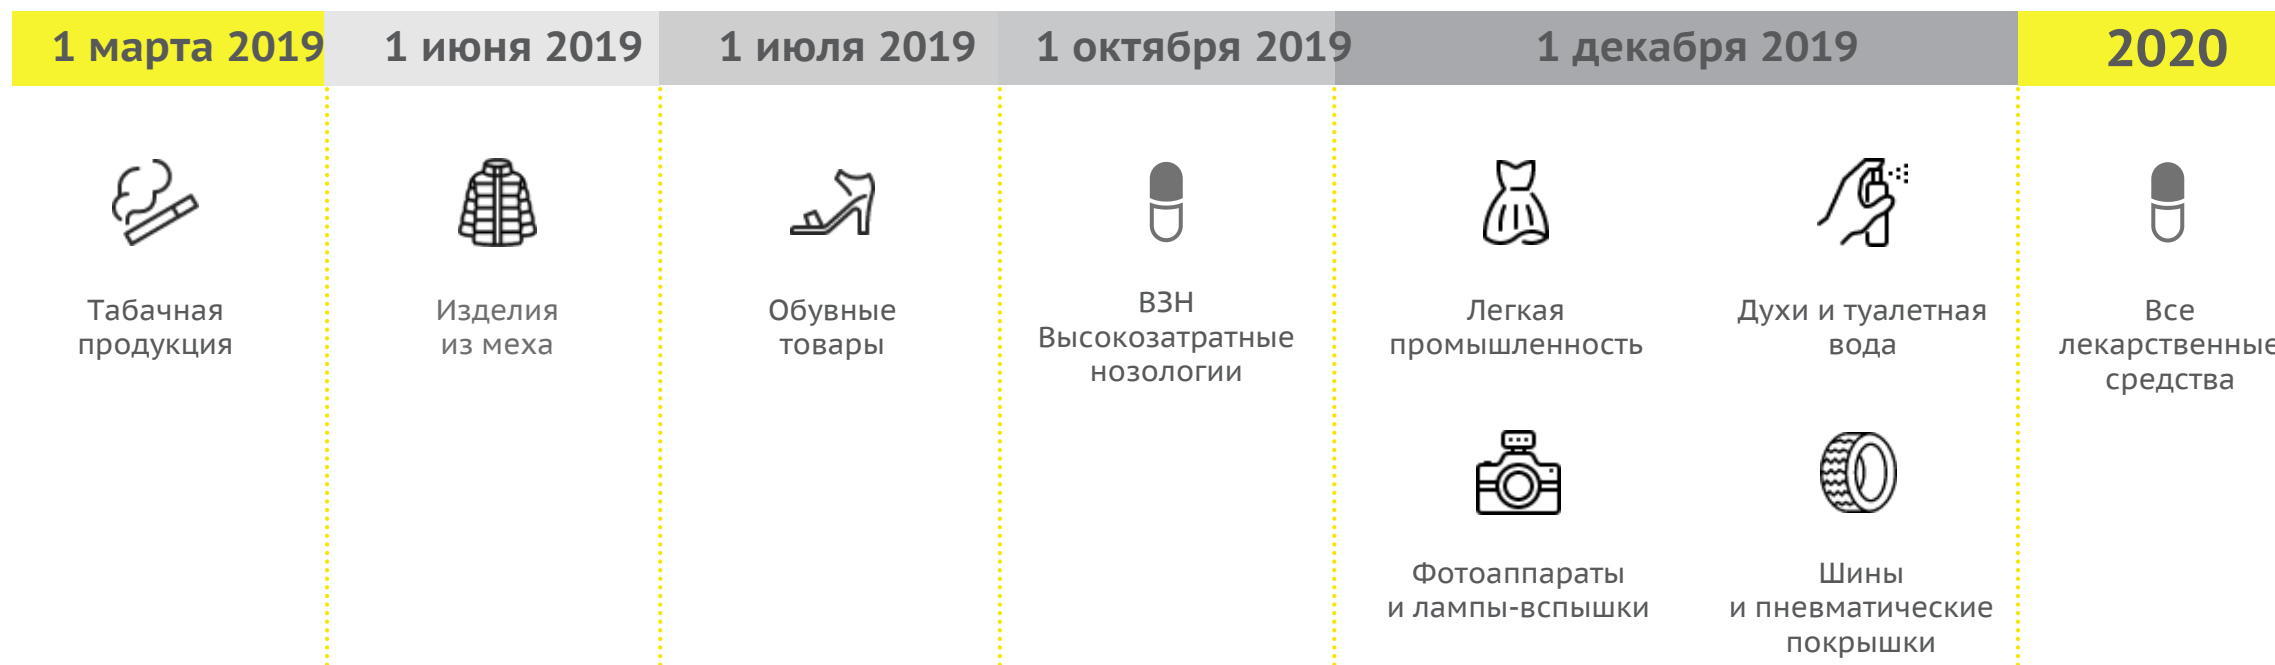 1 марта 2019
1 июня 2019
1 июля 2019
1 октября 2019
1 декабря 2019
2020
Табачная
продукция
Изделия
из меха
Обувные
товары
ВЗН
Высокозатратные
нозологии
Легкая
промышленность
Духи и туалетная
вода
Все
лекарственные
средства
Фотоаппараты
и лампы-вспышки
Шины
и пневматические
покрышки